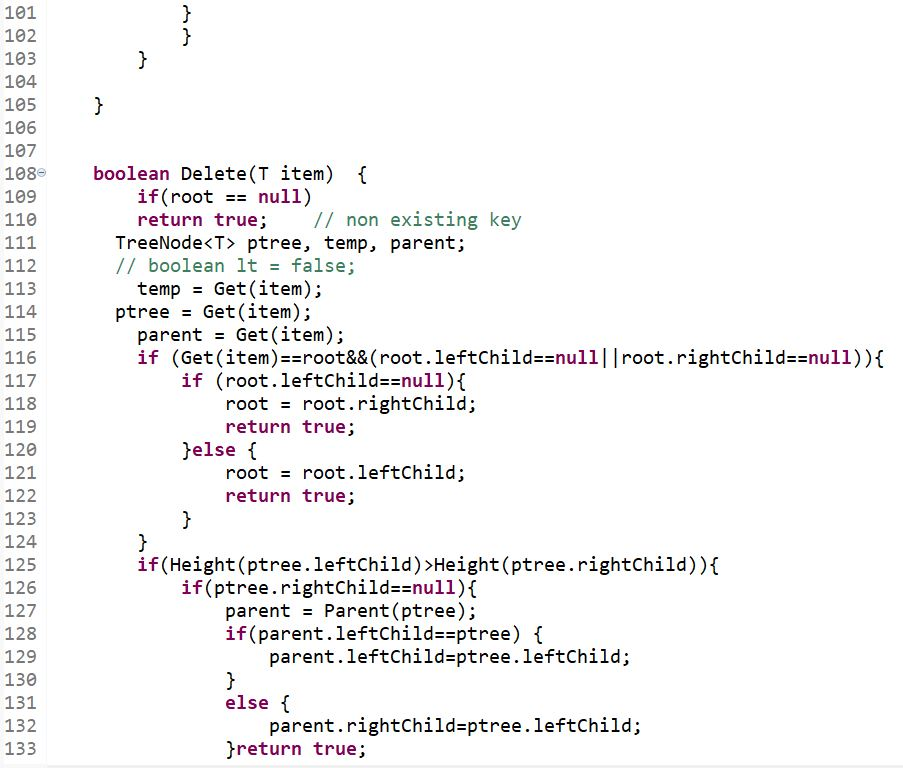 101             }
102             }
103         }
104
105     }
106
107
108     boolean Delete(T item)  {
109         if(root == null)
110         return true;    // non existing key
111       TreeNode<T> ptree, temp, parent;
112       // boolean lt = false;
113         temp = Get(item);
114       ptree = Get(item);
115         parent = Get(item);
116         if (Get(item)==root&&(root.leftChild==null||root.rightChild==null)){
117             if (root.leftChild==null){
118                 root = root.rightChild;
119                 return true;
120             }else {
121                 root = root.leftChild;
122                 return true;
123             }
124         }
125         if(Height(ptree.leftChild)>Height(ptree.rightChild)){
126             if(ptree.rightChild==null){
127                 parent = Parent(ptree);
128                 if(parent.leftChild==ptree) {
129                     parent.leftChild=ptree.leftChild;
130                 }
131                 else {
132                     parent.rightChild=ptree.leftChild;
133                 }return true;